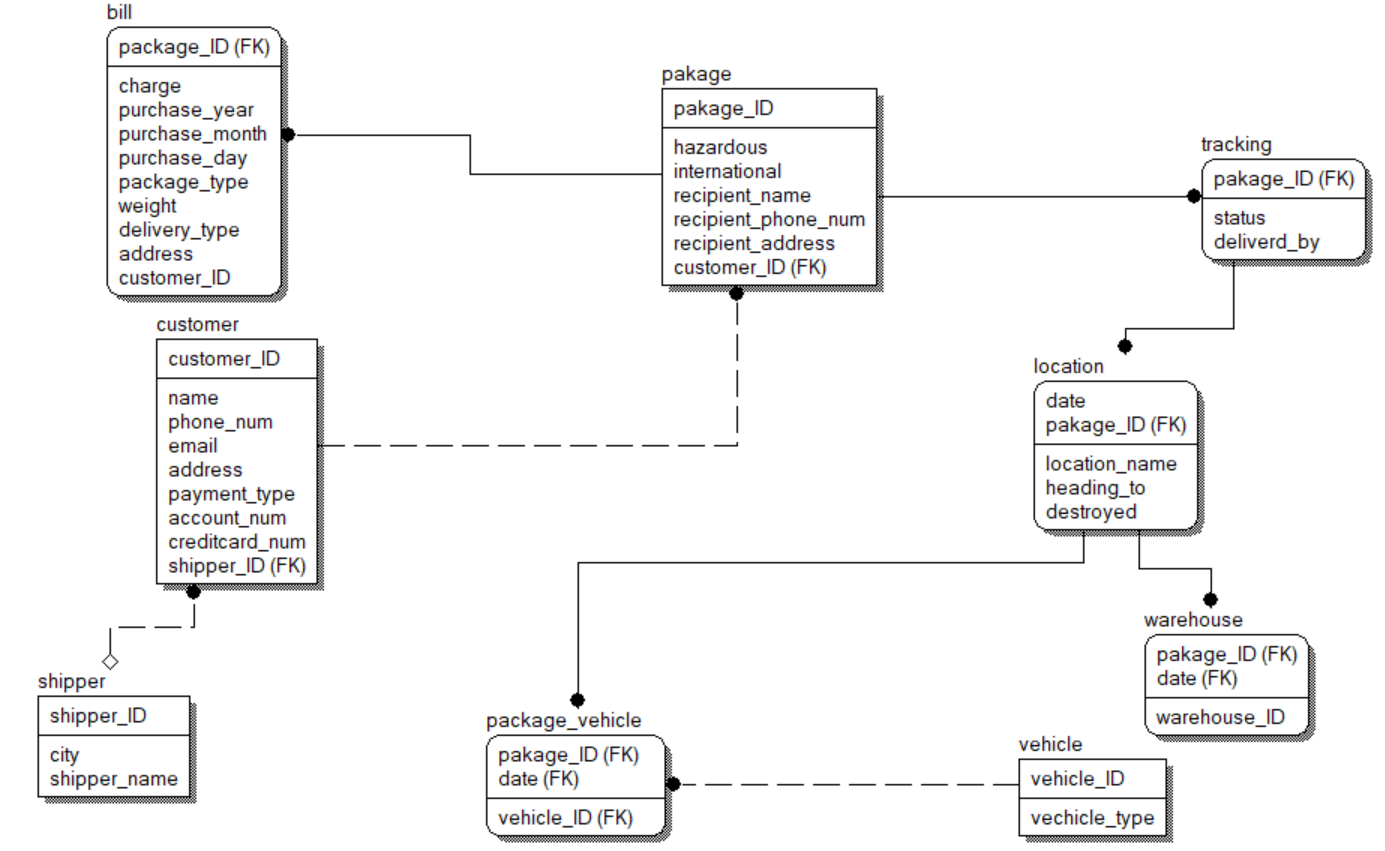 bill
package_ID (FK)
charge
purchase_year
purchase_month
purchase_day
package_type
weight
delivery_type
address
customer_ID
pakage
pakage_ID
hazardous
international
recipient_name
recipient_phone_num
recipient_address
customer_ID (FK)
tracking
pakage_ID (FK)
status
deliverd_by
customer
customer_ID
name
phone_num
email
address
payment_type
account_num
creditcard_num
shipper_ID (FK)
location
date
pakage_ID (FK)
location_name
heading_to
destroyed
shipper
shipper_ID
city
shipper_name
package_vehicle
pakage_ID (FK)
date (FK)
vehicle_ID (FK)
warehouse
pakage_ID (FK)
date (FK)
warehouse_ID
vehicle
vehicle_ID
vechicle_type